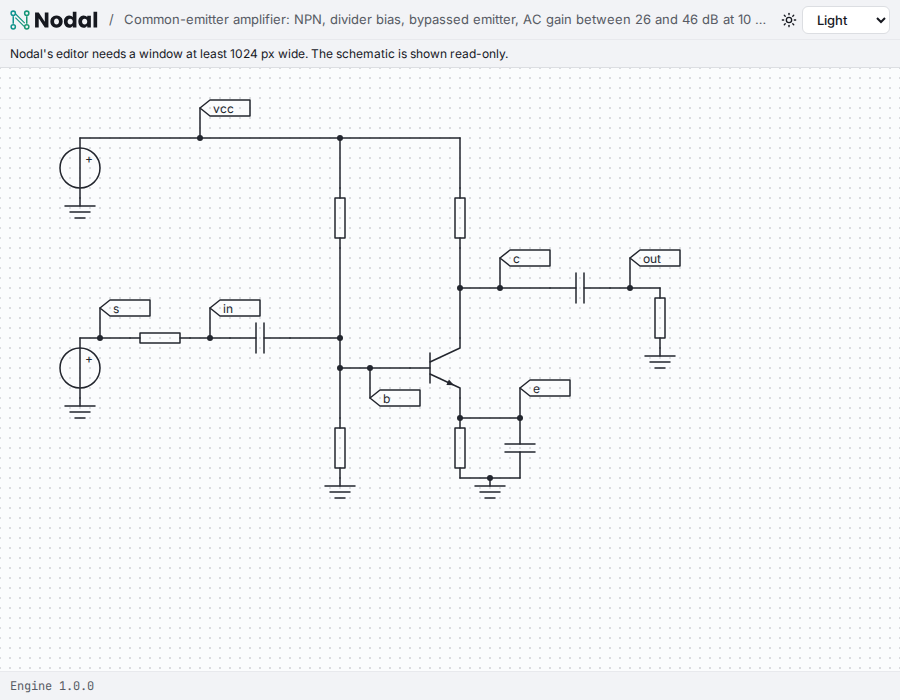 Nodal / Common-emitter amplifier: NPN, divider bias, bypassed emitter, AC gain between 26 and 46 dB at 10 ... Light
Nodal's editor needs a window at least 1024 px wide. The schematic is shown read-only.
vcc
+
c
out
s
in
+
e
b
Engine 1.0.0